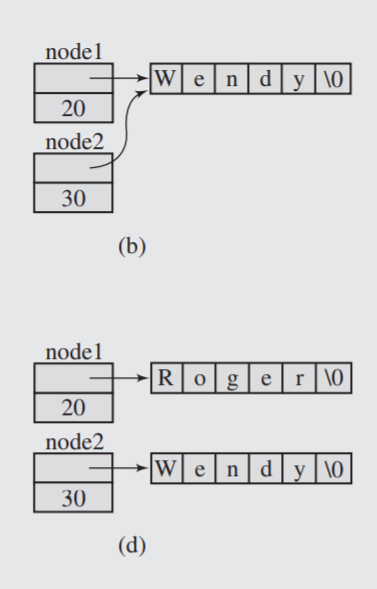 node1
W e n d y \0
20
node2
30
(b)
node1
R o g e r \0
20
node2
W e n d y \0
30
(d)